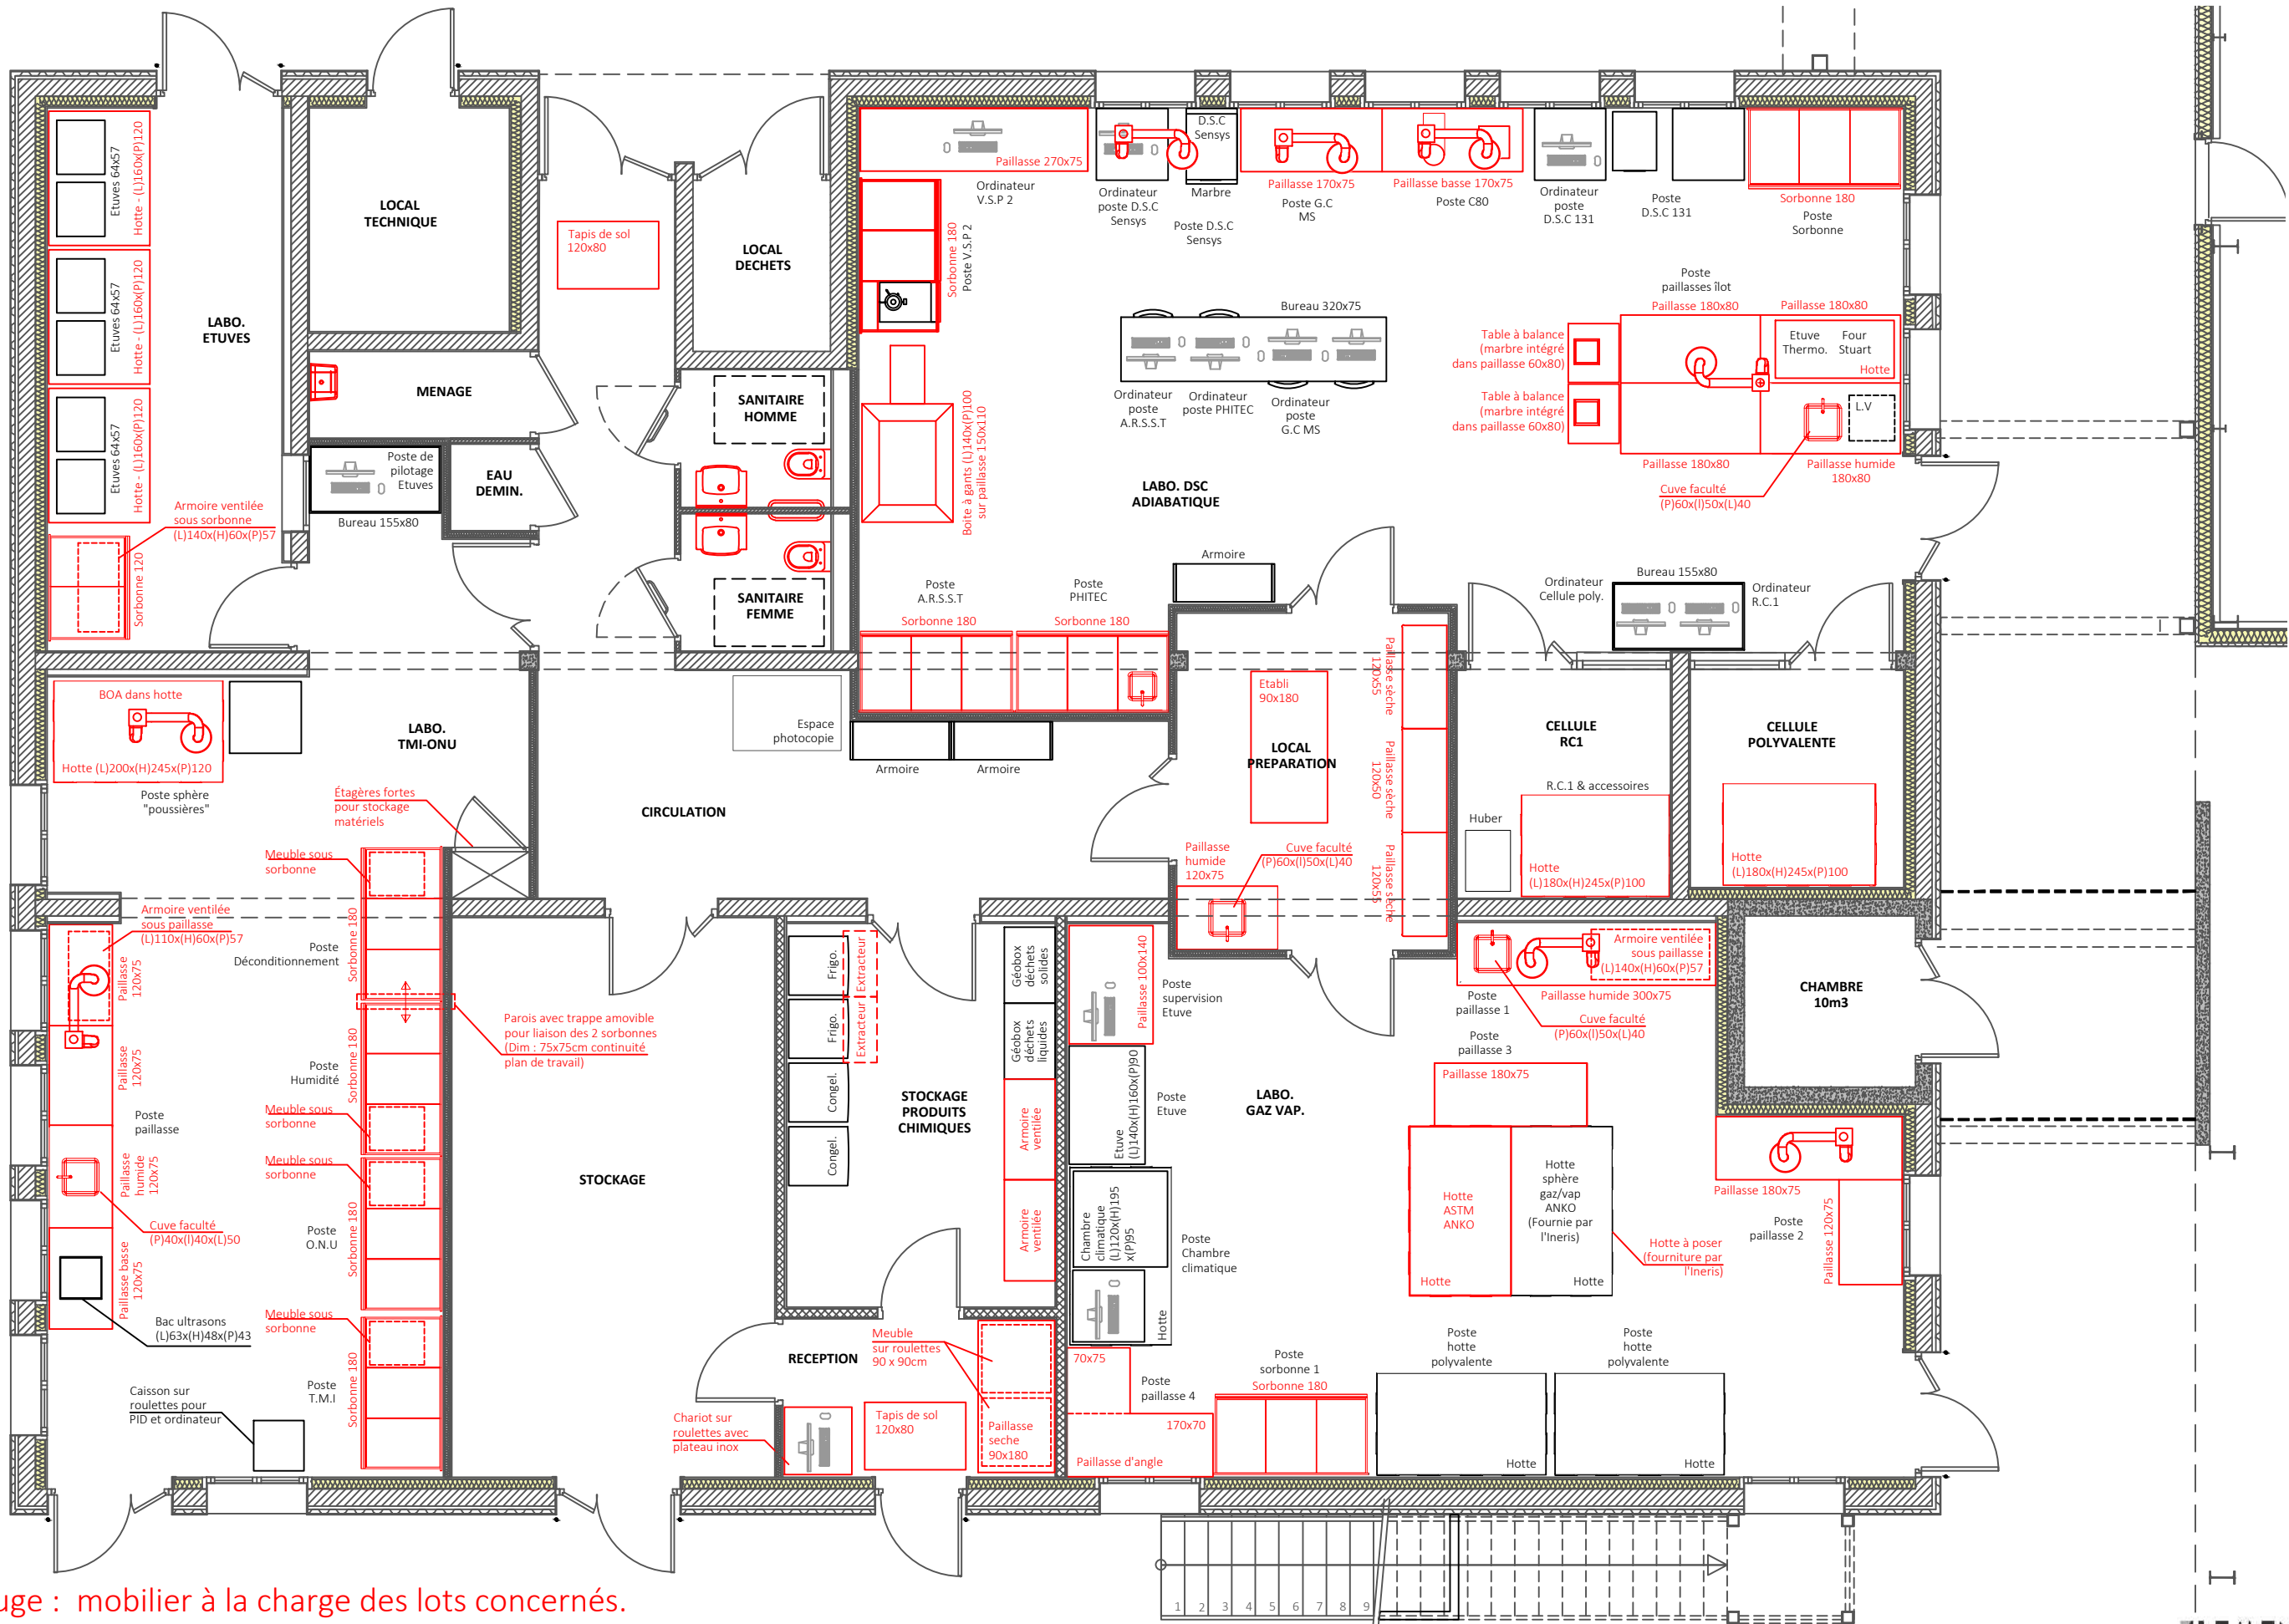 Etuves 64x57
Hotte - (L)160x(P)120
Etuves 64x57
Hotte - (L)160x(P)120
Etuves 64x57
Hotte - (L)160x(P)120
LABO.
ETUVES
Armoire ventilée
sous sorbonne
(L)140x(H)60x(P)57
Sorbonne 120
LOCAL
TECHNIQUE
MENAGE
Poste de
pilotage
Etuves
Bureau 155x80
EAU
DEMIN.
Tapis de sol
120x80
LOCAL
DECHETS
SANITAIRE
HOMME
SANITAIRE
FEMME
Paillasse 270x75
Ordinateur
V.S.P 2
Sorbonne 180
Poste V.S.P 2
Boite à gants (L)140x(P)100
sur paillasse 150x110
Ordinateur
poste D.S.C
Sensys
D.S.C
Sensys
Marbre
Poste D.S.C
Sensys
Paillasse 170x75
Poste G.C
MS
Paillasse basse 170x75
Poste C80
Ordinateur
poste
D.S.C 131
Poste
D.S.C 131
Sorbonne 180
Poste
Sorbonne
Bureau 320x75
Ordinateur
poste
A.R.S.S.T
Ordinateur
poste PHITEC
Ordinateur
poste
G.C MS
Poste
paillasses îlot
Paillasse 180x80
Paillasse 180x80
Table à balance
(marbre intégré
dans paillasse 60x80)
Table à balance
(marbre intégré
dans paillasse 60x80)
Etuve
Thermo.
Four
Stuart
Hotte
L.V
Paillasse 180x80
Paillasse humide
180x80
Cuve faculté
(P)60x(l)50x(L)40
LABO. DSC
ADIABATIQUE
Armoire
Poste
A.R.S.S.T
Sorbonne 180
Poste
PHITEC
Sorbonne 180
Ordinateur
Cellule poly.
Bureau 155x80
Ordinateur
R.C.1
BOA dans hotte
Hotte (L)200x(H)245x(P)120
Poste sphère
"poussières"
LABO.
TMI-ONU
Étagères fortes
pour stockage
matériels
Espace
photocopie
Armoire
Armoire
CIRCULATION
Etabli
90x180
LOCAL
PREPARATION
Paillasse sèche
120x55
Paillasse sèche
120x50
Paillasse sèche
120x55
Paillasse
humide
120x75
Cuve faculté
(P)60x(l)50x(L)40
CELLULE
RC1
R.C.1 & accessoires
Huber
Hotte
(L)180x(H)245x(P)100
CELLULE
POLYVALENTE
Hotte
(L)180x(H)245x(P)100
Meuble sous
sorbonne
Armoire ventilée
sous paillasse
(L)110x(H)60x(P)57
Paillasse
120x75
Poste
Déconditionnement
Sorbonne 180
Parois avec trappe amovible
pour liaison des 2 sorbonnes
(Dim : 75x75cm continuité
plan de travail)
Paillasse
120x75
Poste
Humidité
Sorbonne 180
Meuble sous
sorbonne
Poste
paillasse
Paillasse
humide
120x75
Meuble sous
sorbonne
Cuve faculté
(P)40x(l)40x(L)50
Poste
O.N.U
Sorbonne 180
Paillasse basse
120x75
Bac ultrasons
(L)63x(H)48x(P)43
Meuble sous
sorbonne
Poste
T.M.I
Sorbonne 180
Caisson sur
roulettes pour
PID et ordinateur
STOCKAGE
Frigo.
Extracteur
Frigo.
Extracteur
Congel.
Congel.
STOCKAGE
PRODUITS
CHIMIQUES
Géobox
déchets
solides
Géobox
déchets
liquides
Armoire
ventilée
Armoire
ventilée
RECEPTION
Meuble
sur roulettes
90 x 90cm
Chariot sur
roulettes avec
plateau inox
Tapis de sol
120x80
Paillasse
seche
90x180
Paillasse 100x140
Poste
supervision
Etuve
Etuve
(L)140x(H)160x(P)90
Poste
Etuve
Chambre
climatique
(L)120x(H)195
x(P)95
Poste
Chambre
climatique
Hotte
70x75
Poste
paillasse 4
170x70
Paillasse d'angle
LABO.
GAZ VAP.
Poste
sorbonne 1
Sorbonne 180
Poste
hotte
polyvalente
Hotte
Poste
hotte
polyvalente
Hotte
Armoire ventilée
sous paillasse
(L)140x(H)60x(P)57
Poste
paillasse 1
Paillasse humide 300x75
Cuve faculté
(P)60x(l)50x(L)40
Poste
paillasse 3
Paillasse 180x75
Hotte
ASTM
ANKO
Hotte
Hotte
sphère
gaz/vap
ANKO
(Fournie par
l'Ineris)
Hotte
Hotte à poser
(fourniture par
l'Ineris)
CHAMBRE
10m3
Paillasse 180x75
Poste
paillasse 2
Paillasse 120x75
1 2 3 4 5 6 7 8 9
uge : mobilier à la charge des lots concernés.